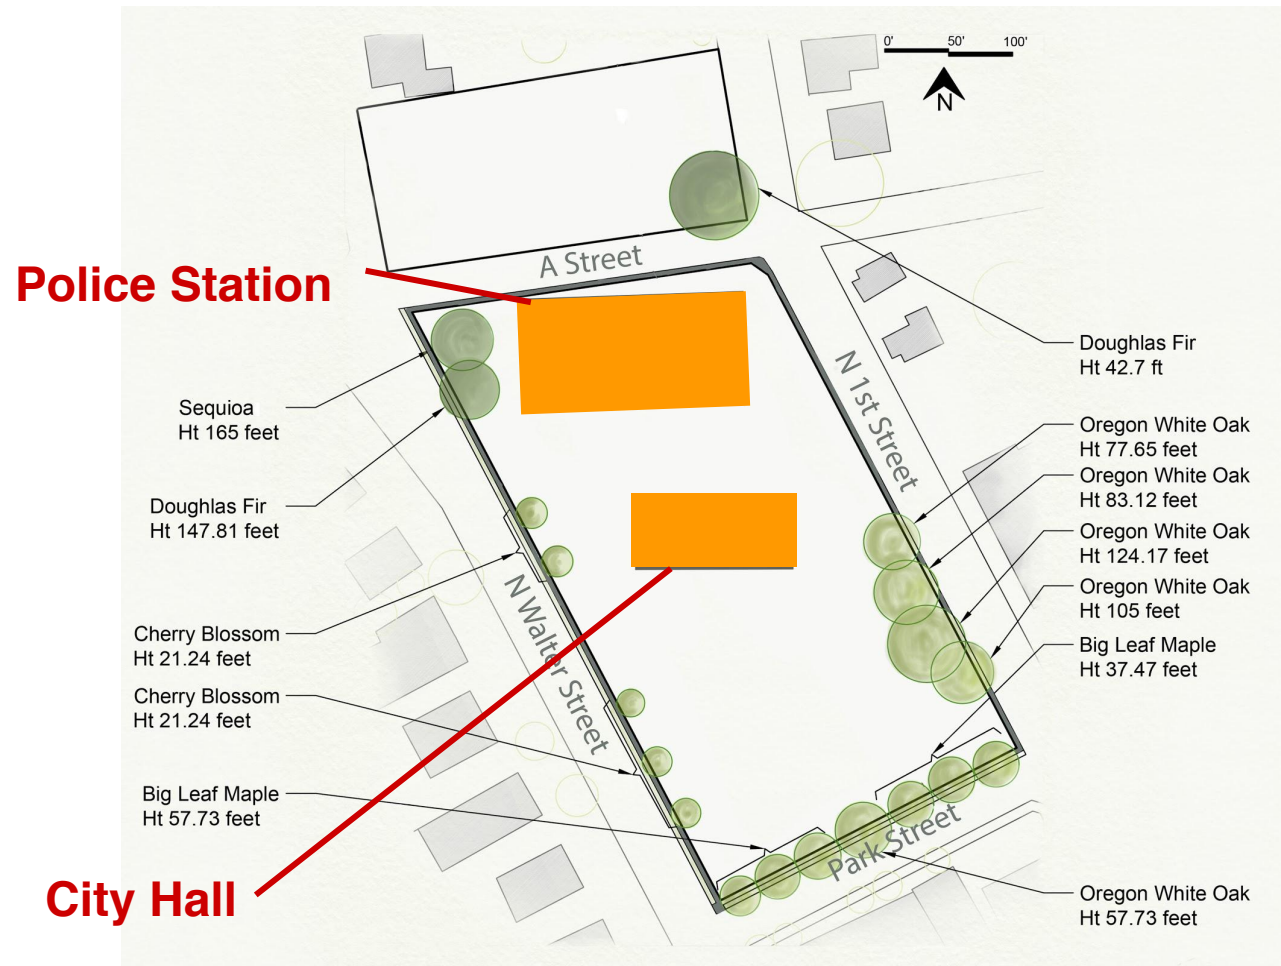 0' 50' 100'
N
A Street
Police Station
Doughlas Fir
Ht 42.7 ft
N 1st Street
Sequioa
Ht 165 feet
Oregon White Oak
Ht 77.65 feet
Oregon White Oak
Ht 83.12 feet
Doughlas Fir
Ht 147.81 feet
Oregon White Oak
Ht 124.17 feet
Oregon White Oak
Ht 105 feet
N Walter Street
Cherry Blossom
Ht 21.24 feet
Big Leaf Maple
Ht 37.47 feet
Cherry Blossom
Ht 21.24 feet
Big Leaf Maple
Ht 57.73 feet
Park Street
City Hall
Oregon White Oak
Ht 57.73 feet